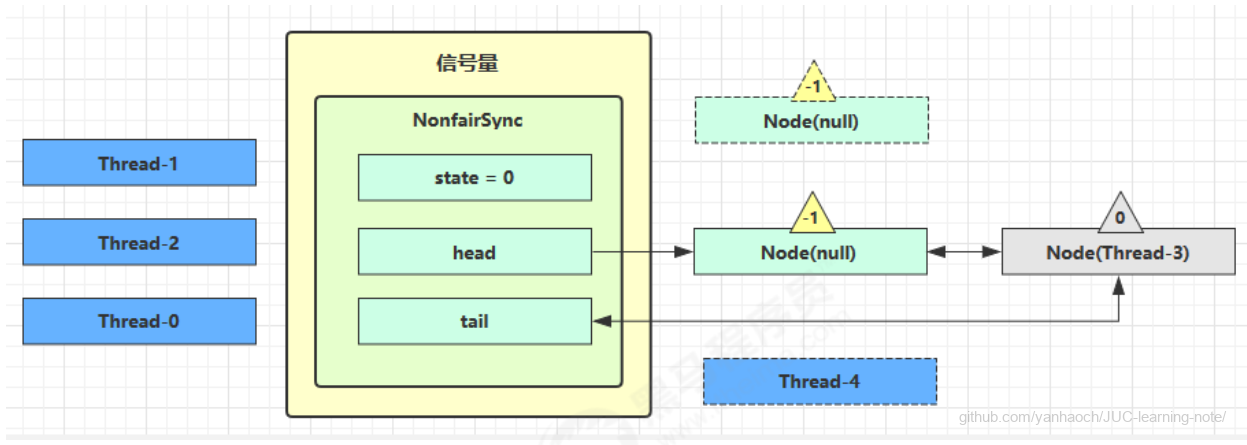 信号量
NonfairSync
state = 0
head
tail
Thread-1
Thread-2
Thread-0
-1
Node(null)
-1
Node(null)
0
Node(Thread-3)
Thread-4
黑马程序员
github.com/yanhaoch/JUC-learning-note/